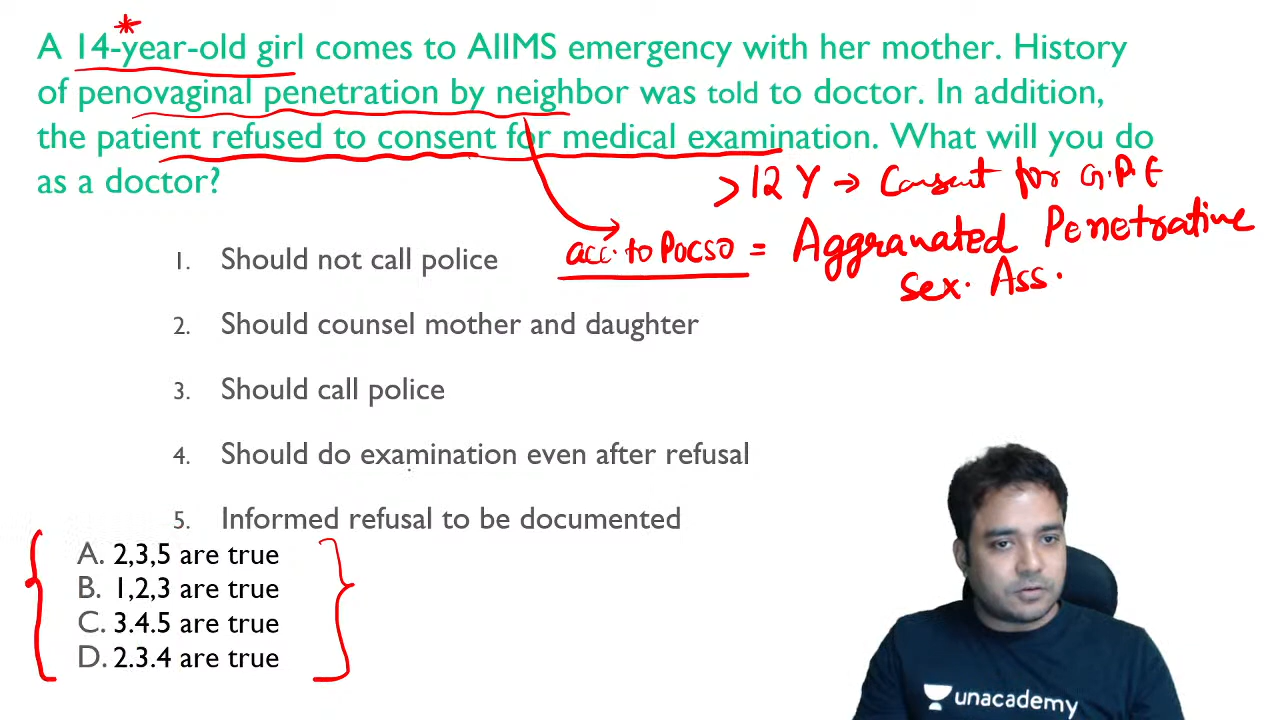 A 14-year-old girl comes to AIIMS emergency with her mother. History
of penovaginal penetration by neighbor was told to doctor. In addition,
the patient refused to consent for medical examination. What will you do
as a doctor?
>12 Y → Consent for G.P.E
acc. to POCSO = Aggravated Penetrative
sex. Ass.
1. Should not call police
2. Should counsel mother and daughter
3. Should call police
4. Should do examination even after refusal
5. Informed refusal to be documented
A. 2,3,5 are true
B. 1,2,3 are true
C. 3.4.5 are true
D. 2.3.4 are true
unacademy